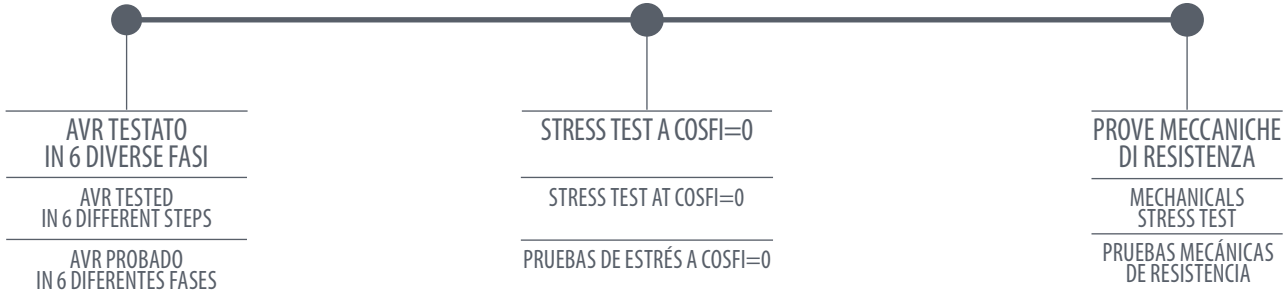 AVR TESTATO
IN 6 DIVERSE FASI
AVR TESTED
IN 6 DIFFERENT STEPS
AVR PROBADO
IN 6 DIFERENTES FASES
STRESS TEST A COSFI=0
STRESS TEST AT COSFI=0
PRUEBAS DE ESTRÉS A COSFI=0
PROVE MECCANICHE
DI RESISTENZA
MECHANICALS
STRESS TEST
PRUEBAS MECÁNICAS
DE RESISTENCIA